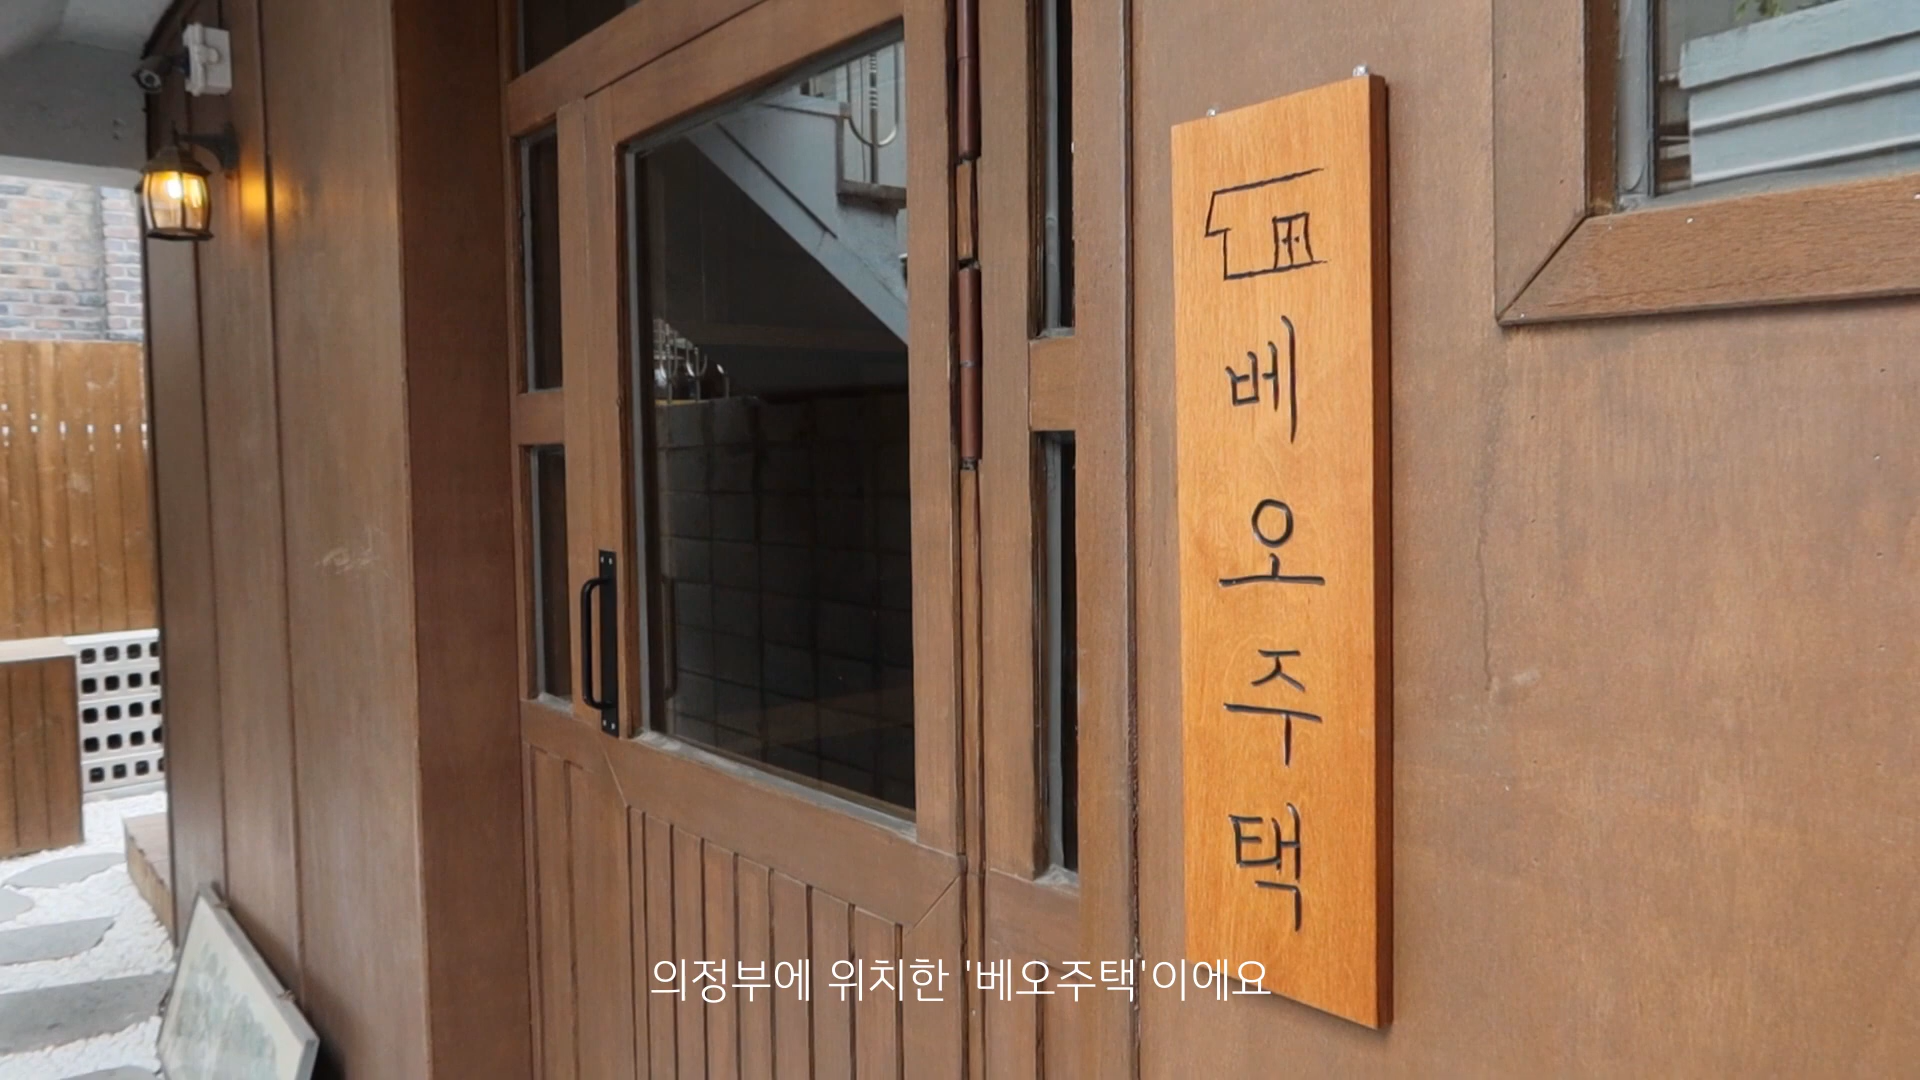 베
오
주
택
의정부에 위치한 '베오주택'이에요